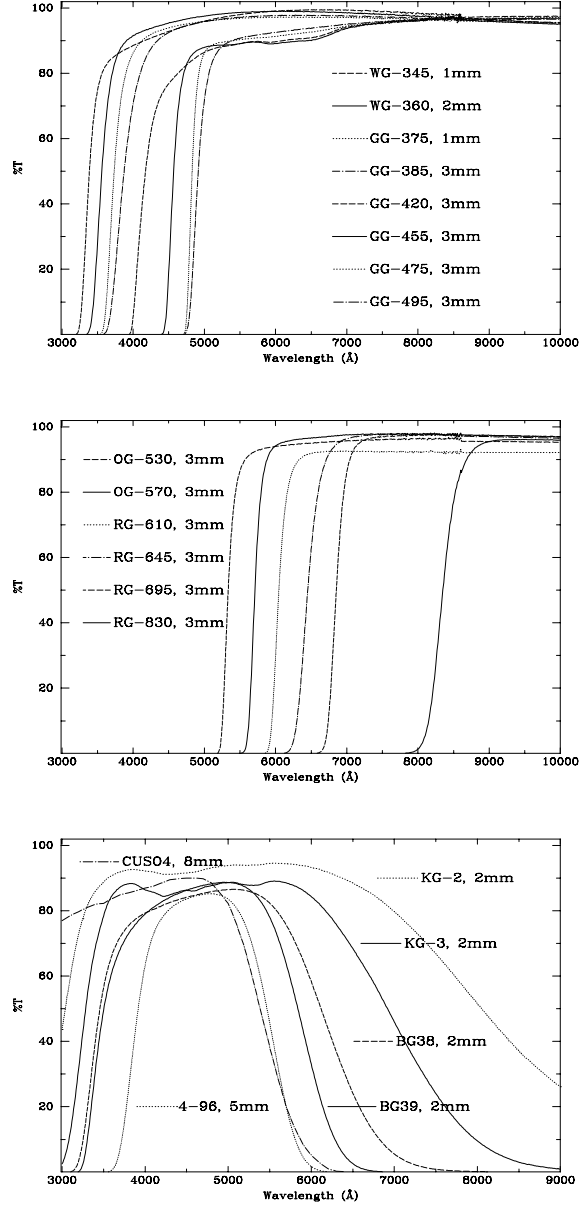 100
80
60
40
20
%T
WG-345, 1mm
WG-360, 2mm
GG-375, 1mm
GG-385, 3mm
GG-420, 3mm
GG-455, 3mm
GG-475, 3mm
GG-495, 3mm
3000 4000 5000 6000 7000 8000 9000 10000
Wavelength (Å)
100
80
60
40
20
%T
OG-530, 3mm
OG-570, 3mm
RG-610, 3mm
RG-645, 3mm
RG-695, 3mm
RG-830, 3mm
3000 4000 5000 6000 7000 8000 9000 10000
Wavelength (Å)
100
80
60
40
20
%T
CUSO4, 8mm
KG-2, 2mm
KG-3, 2mm
BG38, 2mm
4-96, 5mm
BG39, 2mm
3000 4000 5000 6000 7000 8000 9000
Wavelength (Å)